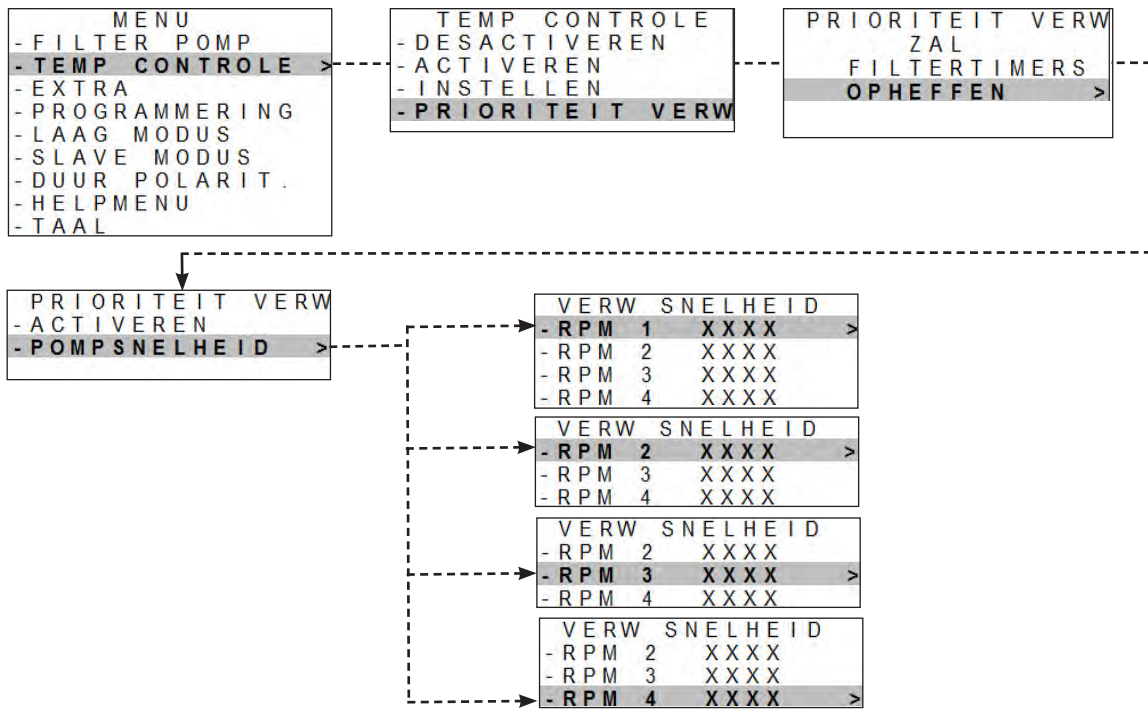 MENU
-FILTER POMP
-TEMP CONTROLE >
-EXTRA
-PROGRAMMERING
-LAAG MODUS
-SLAVE MODUS
-DUUR POLARIT.
-HELPMENU
-TAAL
TEMP CONTROLE
-DESACTIVEREN
-ACTIVEREN
-INSTELLEN
-PRIORITEIT VERW
PRIORITEIT VERW
ZAL
FILTERTIMERS
OPHEFFEN >
PRIORITEIT VERW
-ACTIVEREN
-POMPSNELHEID >
VERW SNELHEID
-RPM 1 XXXX >
-RPM 2 XXXX
-RPM 3 XXXX
-RPM 4 XXXX
VERW SNELHEID
-RPM 2 XXXX >
-RPM 3 XXXX
-RPM 4 XXXX
VERW SNELHEID
-RPM 2 XXXX
-RPM 3 XXXX >
-RPM 4 XXXX
VERW SNELHEID
-RPM 2 XXXX
-RPM 3 XXXX
-RPM 4 XXXX >